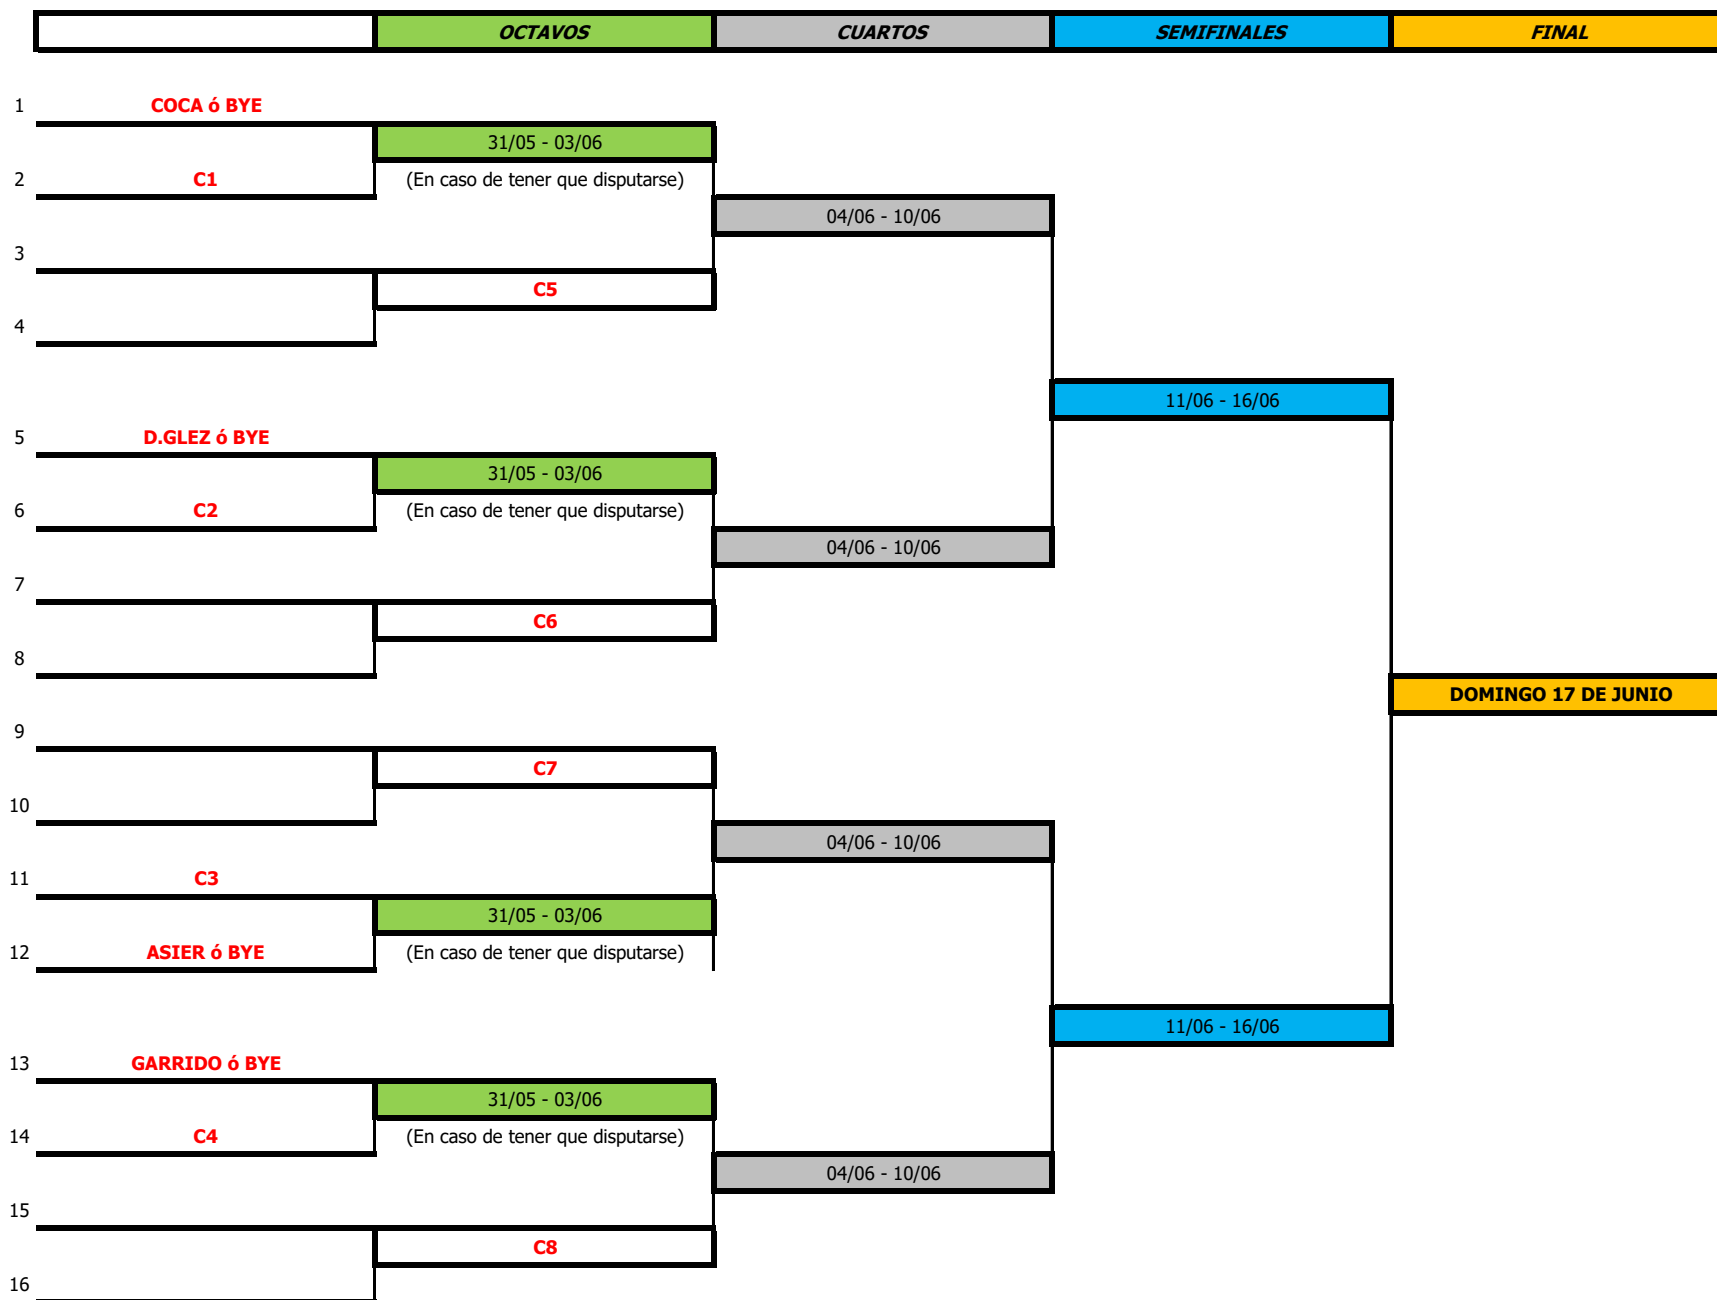 OCTAVOS CUARTOS SEMIFINALES FINAL
1 COCA ó BYE
31/05 - 03/06
2 C1 (En caso de tener que disputarse)
04/06 - 10/06
3
C5
4
11/06 - 16/06
5 D.GLEZ ó BYE
31/05 - 03/06
6 C2 (En caso de tener que disputarse)
04/06 - 10/06
7
C6
8
DOMINGO 17 DE JUNIO
9
C7
10
04/06 - 10/06
11 C3
31/05 - 03/06
12 ASIER ó BYE (En caso de tener que disputarse)
11/06 - 16/06
13 GARRIDO ó BYE
31/05 - 03/06
14 C4 (En caso de tener que disputarse)
04/06 - 10/06
15
C8
16